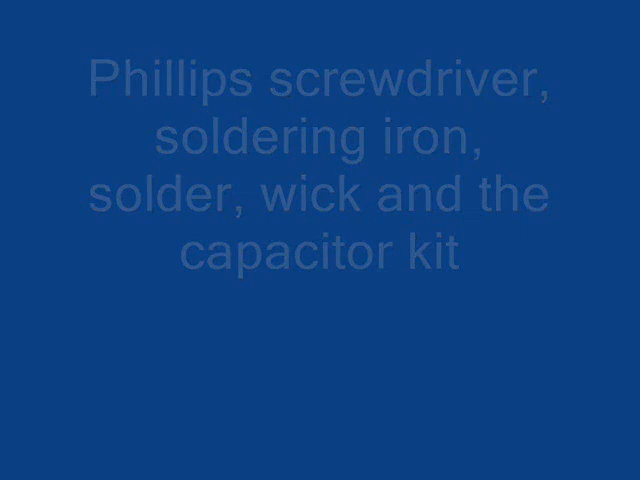 Phillips screwdriver,
soldering iron,
solder, wick and the
capacitor kit